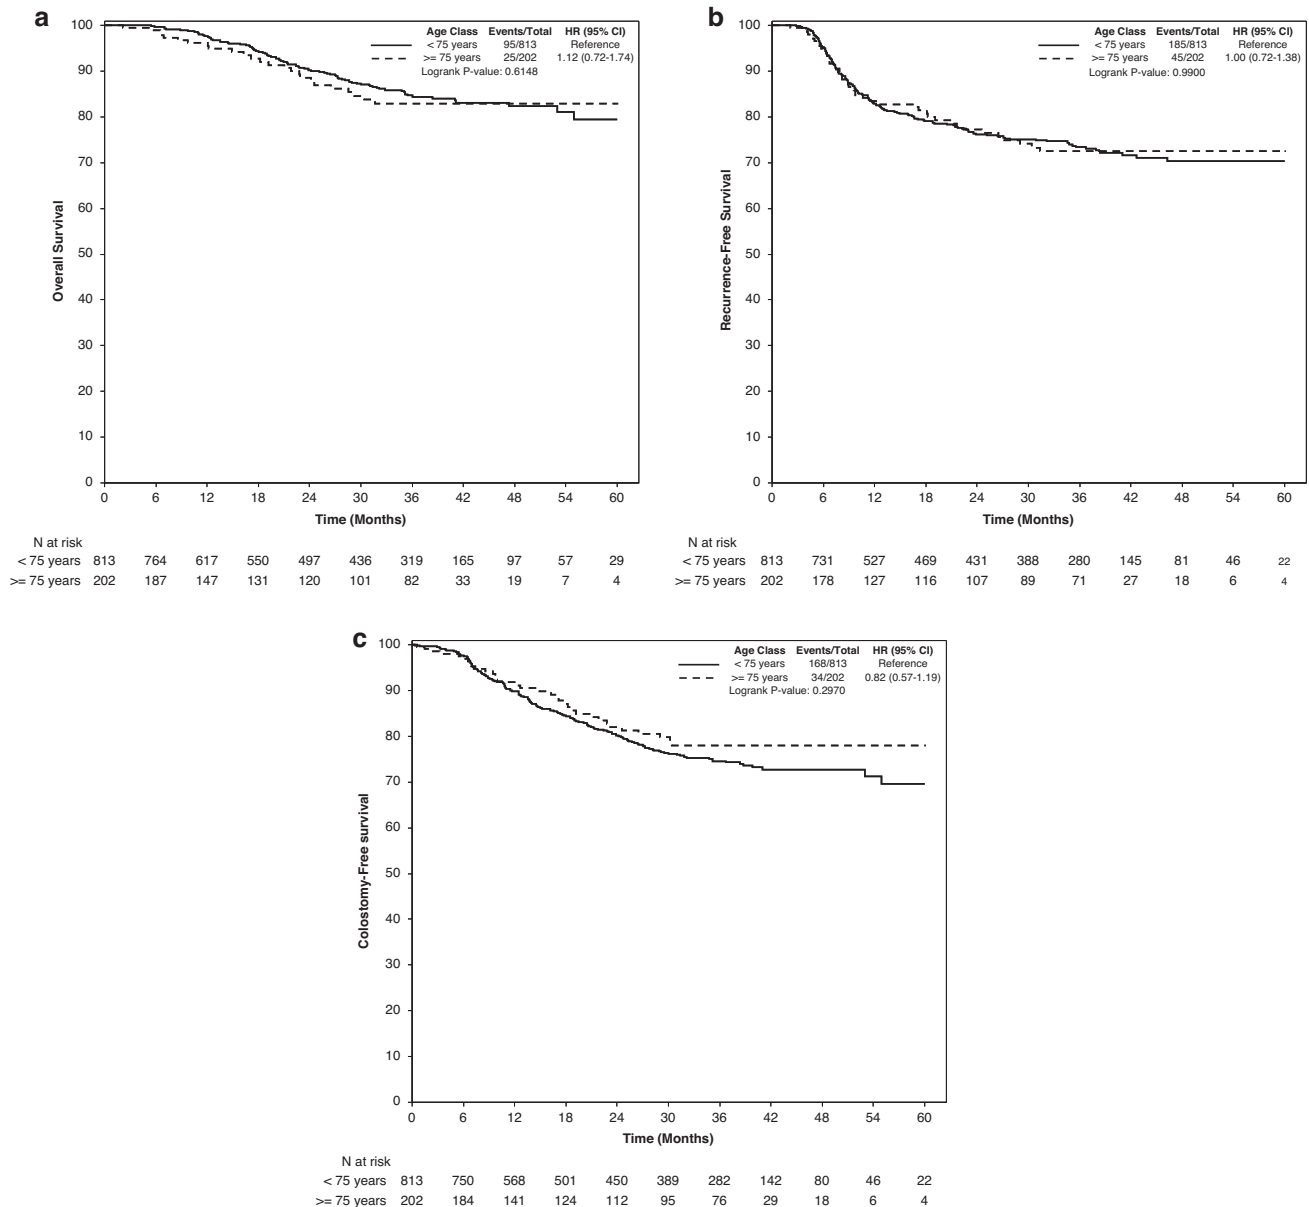 a
Age Class Events/Total HR (95% CI)
< 75 years 95/813 Reference
>= 75 years 25/202 1.12 (0.72-1.74)
Logrank P-value: 0.6148
100
90
80
70
60
50
40
30
20
10
0
Overall Survival
0 6 12 18 24 30 36 42 48 54 60
Time (Months)
N at risk
< 75 years 813 764 617 550 497 436 319 165 97 57 29
>= 75 years 202 187 147 131 120 101 82 33 19 7 4
b
Age Class Events/Total HR (95% CI)
< 75 years 185/813 Reference
>= 75 years 45/202 1.00 (0.72-1.38)
Logrank P-value: 0.9900
100
90
80
70
60
50
40
30
20
10
0
Recurrence-Free Survival
0 6 12 18 24 30 36 42 48 54 60
Time (Months)
N at risk
< 75 years 813 731 527 469 431 388 280 145 81 46 22
>= 75 years 202 178 127 116 107 89 71 27 18 6 4
c
Age Class Events/Total HR (95% CI)
< 75 years 168/813 Reference
>= 75 years 34/202 0.82 (0.57-1.19)
Logrank P-value: 0.2970
100
90
80
70
60
50
40
30
20
10
0
Colostomy-Free survival
0 6 12 18 24 30 36 42 48 54 60
Time (Months)
N at risk
< 75 years 813 750 568 501 450 389 282 142 80 46 22
>= 75 years 202 184 141 124 112 95 76 29 18 6 4